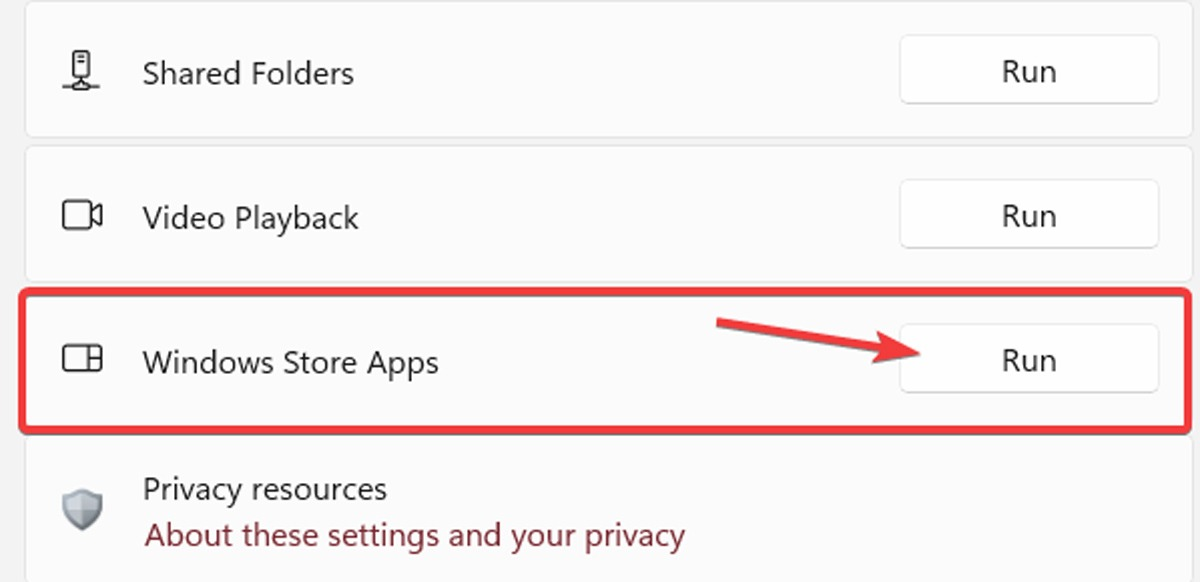 Shared Folders
Run
Video Playback
Run
Windows Store Apps
Run
Privacy resources
About these settings and your privacy